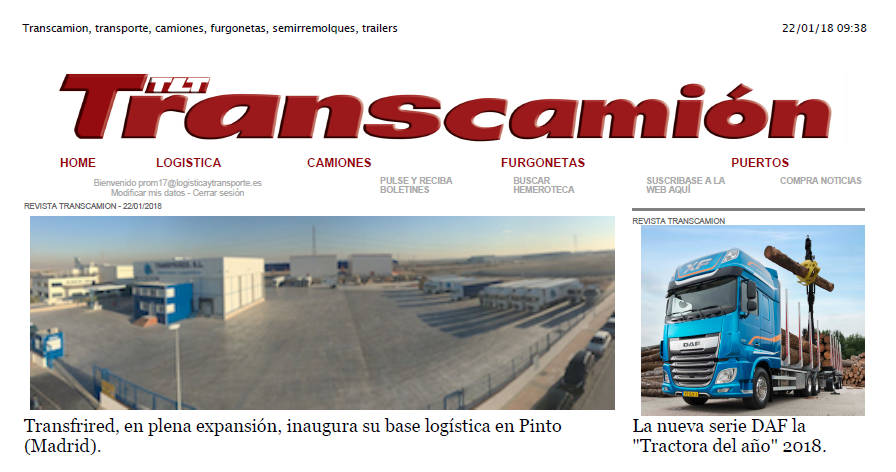 Transcamion, transporte, camiones, furgonetas, semirremolques, trailers
22/01/18 09:38
TLT
Transcamión
HOME LOGISTICA CAMIONES FURGONETAS PUERTOS
Bienvenido prom17@logisticaytransporte.es
Modificar mis datos - Cerrar sesión
PULSE Y RECIBA
BOLETINES
BUSCAR
HEMEROTECA
SUSCRIBASE A LA
WEB AQUÍ
COMPRA NOTICIAS
REVISTA TRANSCAMION - 22/01/2018
Transfrired, en plena expansión, inaugura su base logística en Pinto
(Madrid).
REVISTA TRANSCAMION
XF
DAF
La nueva serie DAF la
"Tractora del año" 2018.